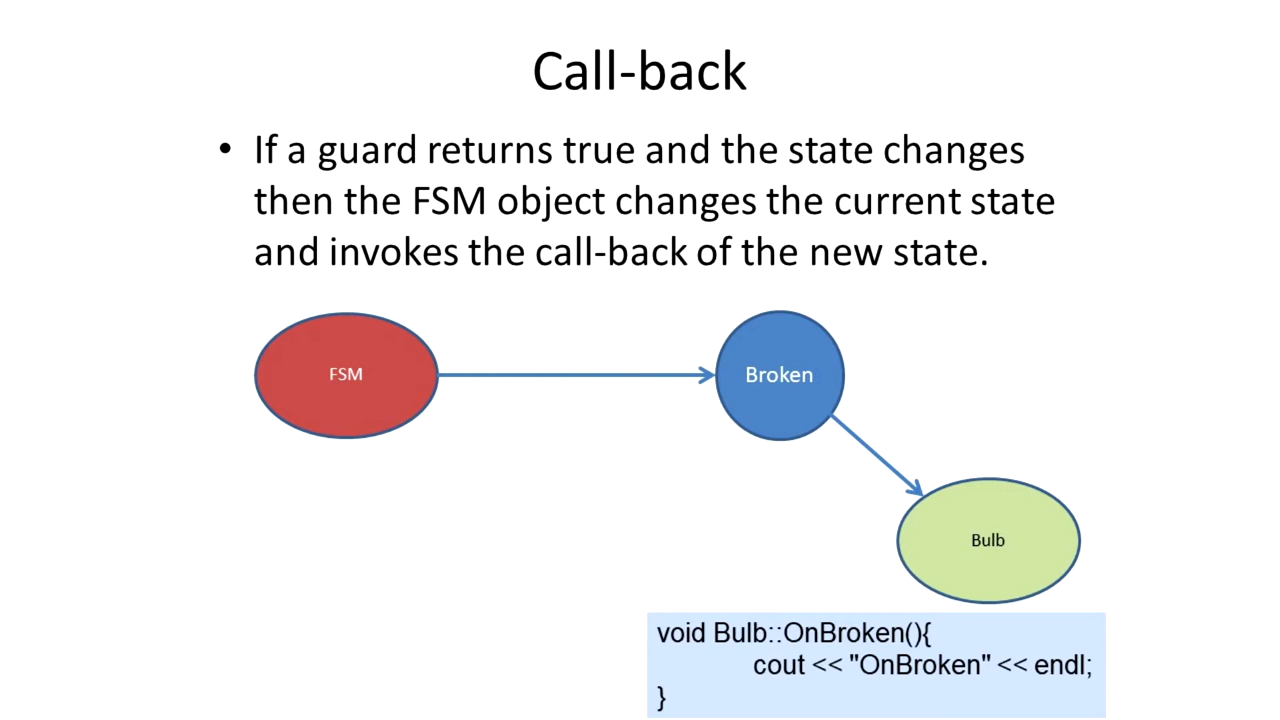 Call-back
• If a guard returns true and the state changes
then the FSM object changes the current state
and invokes the call-back of the new state.
FSM
Broken
Bulb
void Bulb::OnBroken(){
cout << "OnBroken" << endl;
}